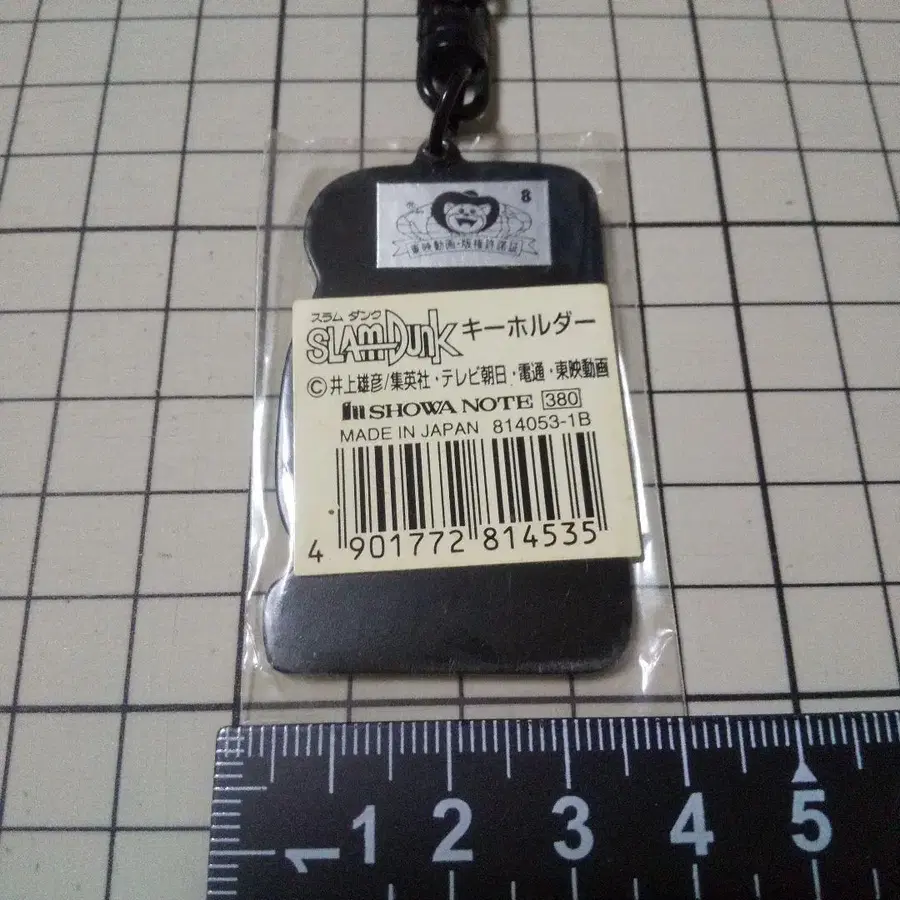 8
東映動画・版権許諾証
スラム ダンク
SLAM DUNK キーホルダー
©井上雄彦/集英社・テレビ朝日・電通・東映動画
SHOWA NOTE 380
MADE IN JAPAN 814053-1B
4 901772 814535
1 1 2 3 4 5